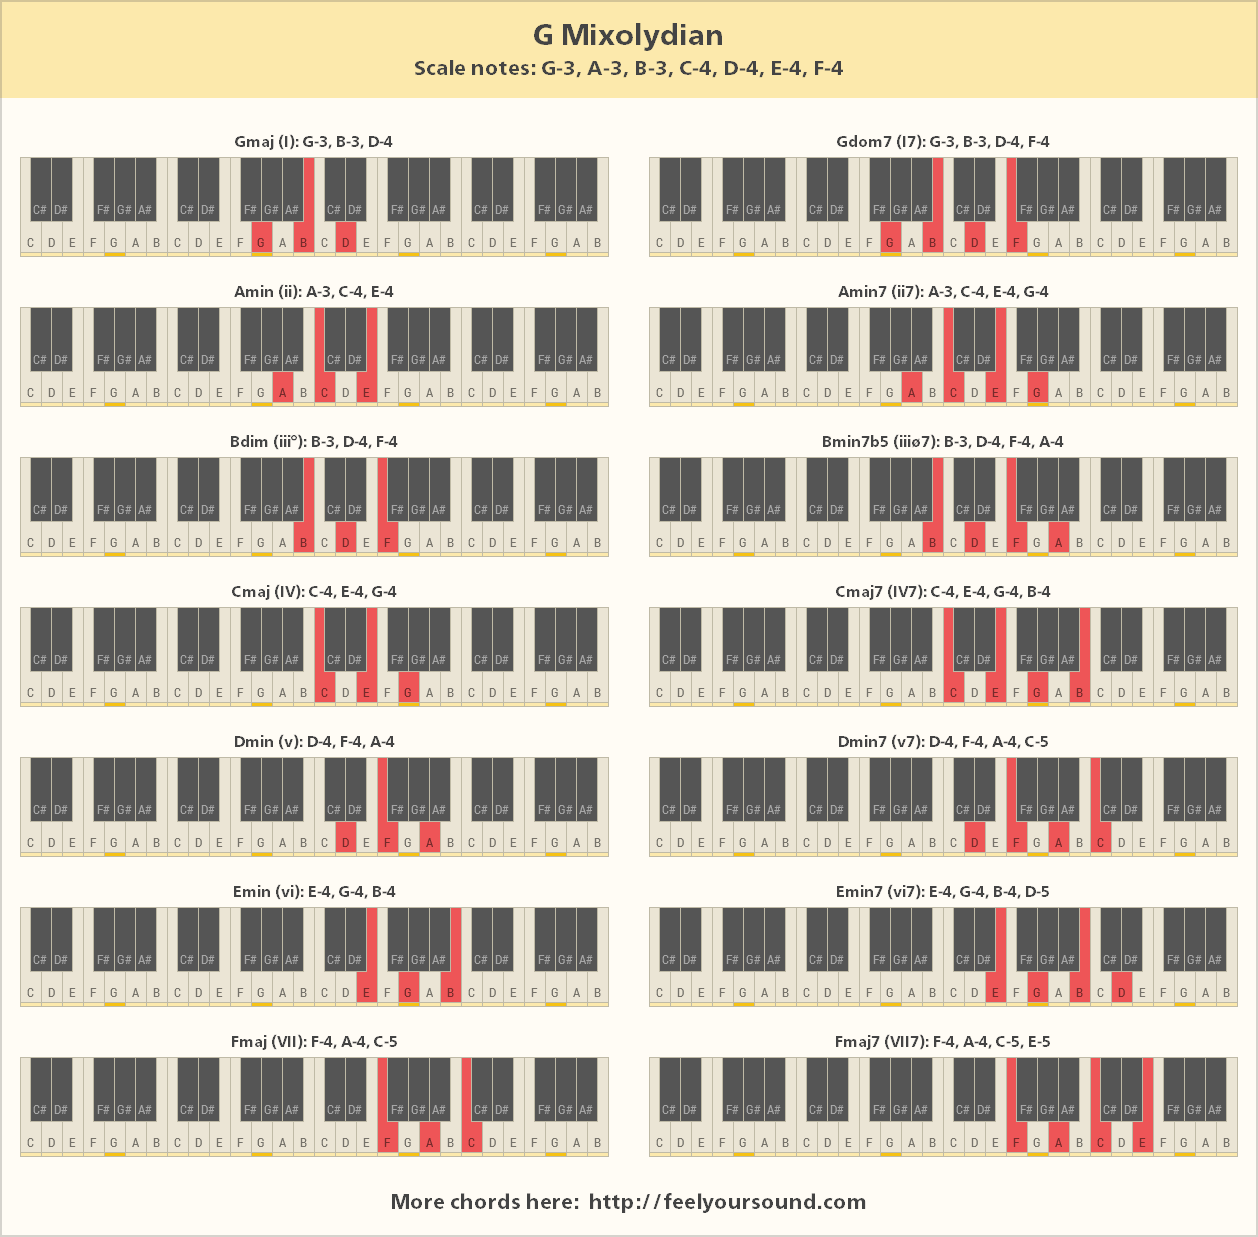 G Mixolydian
Scale notes: G-3, A-3, B-3, C-4, D-4, E-4, F-4
Gmaj (I): G-3, B-3, D-4
Gdom7 (I7): G-3, B-3, D-4, F-4
C# D# F# G# A# C# D# F# G# A# C# D# F# G# A# C# D# F# G# A#
C# D# F# G# A# C# D# F# G# A# C# D# F# G# A# C# D# F# G# A#
C D E F G A B C D E F G A B C D E F G A B C D E F G A B
C D E F G A B C D E F G A B C D E F G A B C D E F G A B
Amin (ii): A-3, C-4, E-4
Amin7 (ii7): A-3, C-4, E-4, G-4
C# D# F# G# A# C# D# F# G# A# C# D# F# G# A# C# D# F# G# A#
C# D# F# G# A# C# D# F# G# A# C# D# F# G# A# C# D# F# G# A#
C D E F G A B C D E F G A B C D E F G A B C D E F G A B
C D E F G A B C D E F G A B C D E F G A B C D E F G A B
Bdim (iii°): B-3, D-4, F-4
Bmin7b5 (iiiø7): B-3, D-4, F-4, A-4
C# D# F# G# A# C# D# F# G# A# C# D# F# G# A# C# D# F# G# A#
C# D# F# G# A# C# D# F# G# A# C# D# F# G# A# C# D# F# G# A#
C D E F G A B C D E F G A B C D E F G A B C D E F G A B
C D E F G A B C D E F G A B C D E F G A B C D E F G A B
Cmaj (IV): C-4, E-4, G-4
Cmaj7 (IV7): C-4, E-4, G-4, B-4
C# D# F# G# A# C# D# F# G# A# C# D# F# G# A# C# D# F# G# A#
C# D# F# G# A# C# D# F# G# A# C# D# F# G# A# C# D# F# G# A#
C D E F G A B C D E F G A B C D E F G A B C D E F G A B
C D E F G A B C D E F G A B C D E F G A B C D E F G A B
Dmin (v): D-4, F-4, A-4
Dmin7 (v7): D-4, F-4, A-4, C-5
C# D# F# G# A# C# D# F# G# A# C# D# F# G# A# C# D# F# G# A#
C# D# F# G# A# C# D# F# G# A# C# D# F# G# A# C# D# F# G# A#
C D E F G A B C D E F G A B C D E F G A B C D E F G A B
C D E F G A B C D E F G A B C D E F G A B C D E F G A B
Emin (vi): E-4, G-4, B-4
Emin7 (vi7): E-4, G-4, B-4, D-5
C# D# F# G# A# C# D# F# G# A# C# D# F# G# A# C# D# F# G# A#
C# D# F# G# A# C# D# F# G# A# C# D# F# G# A# C# D# F# G# A#
C D E F G A B C D E F G A B C D E F G A B C D E F G A B
C D E F G A B C D E F G A B C D E F G A B C D E F G A B
Fmaj (VII): F-4, A-4, C-5
Fmaj7 (VII7): F-4, A-4, C-5, E-5
C# D# F# G# A# C# D# F# G# A# C# D# F# G# A# C# D# F# G# A#
C# D# F# G# A# C# D# F# G# A# C# D# F# G# A# C# D# F# G# A#
C D E F G A B C D E F G A B C D E F G A B C D E F G A B
C D E F G A B C D E F G A B C D E F G A B C D E F G A B
More chords here: http://feelyoursound.com